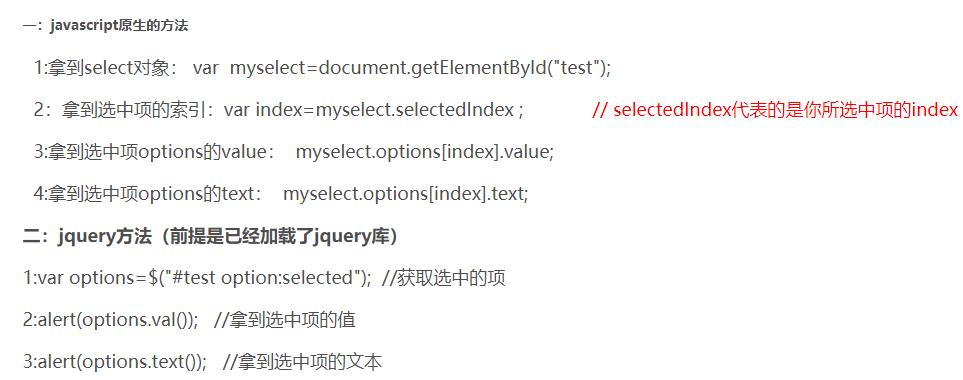 一：javascript原生的方法
1:拿到select对象： var  myselect=document.getElementById("test");
2：拿到选中项的索引：var index=myselect.selectedIndex ;             // selectedIndex代表的是你所选中项的index
3:拿到选中项options的value：  myselect.options[index].value;
4:拿到选中项options的text：  myselect.options[index].text;
二：jquery方法（前提是已经加载了jquery库）
1:var options=$("#test option:selected");  //获取选中的项
2:alert(options.val());   //拿到选中项的值
3:alert(options.text());   //拿到选中项的文本